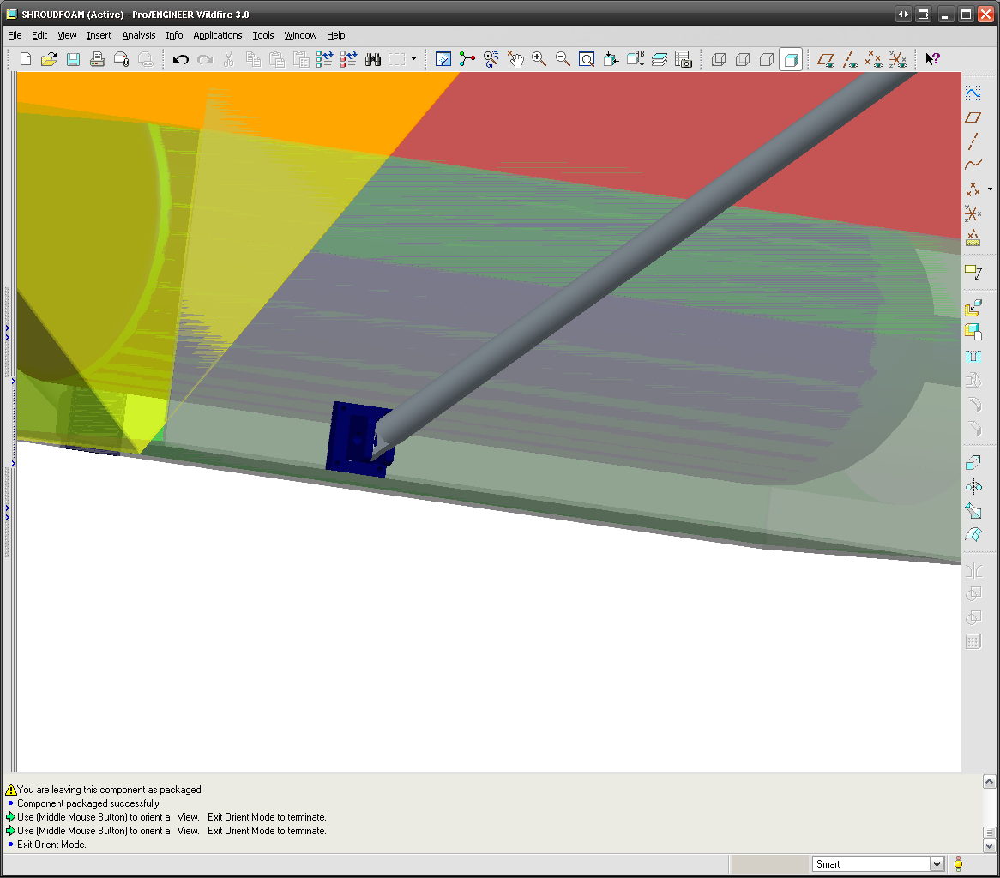 SHROUDFOAM (Active) - Pro/ENGINEER Wildfire 3.0
File Edit View Insert Analysis Info Applications Tools Window Help
You are leaving this component as packaged.
Component packaged successfully.
Use (Middle Mouse Button) to orient a View. Exit Orient Mode to terminate.
Use (Middle Mouse Button) to orient a View. Exit Orient Mode to terminate.
Exit Orient Mode.
Smart